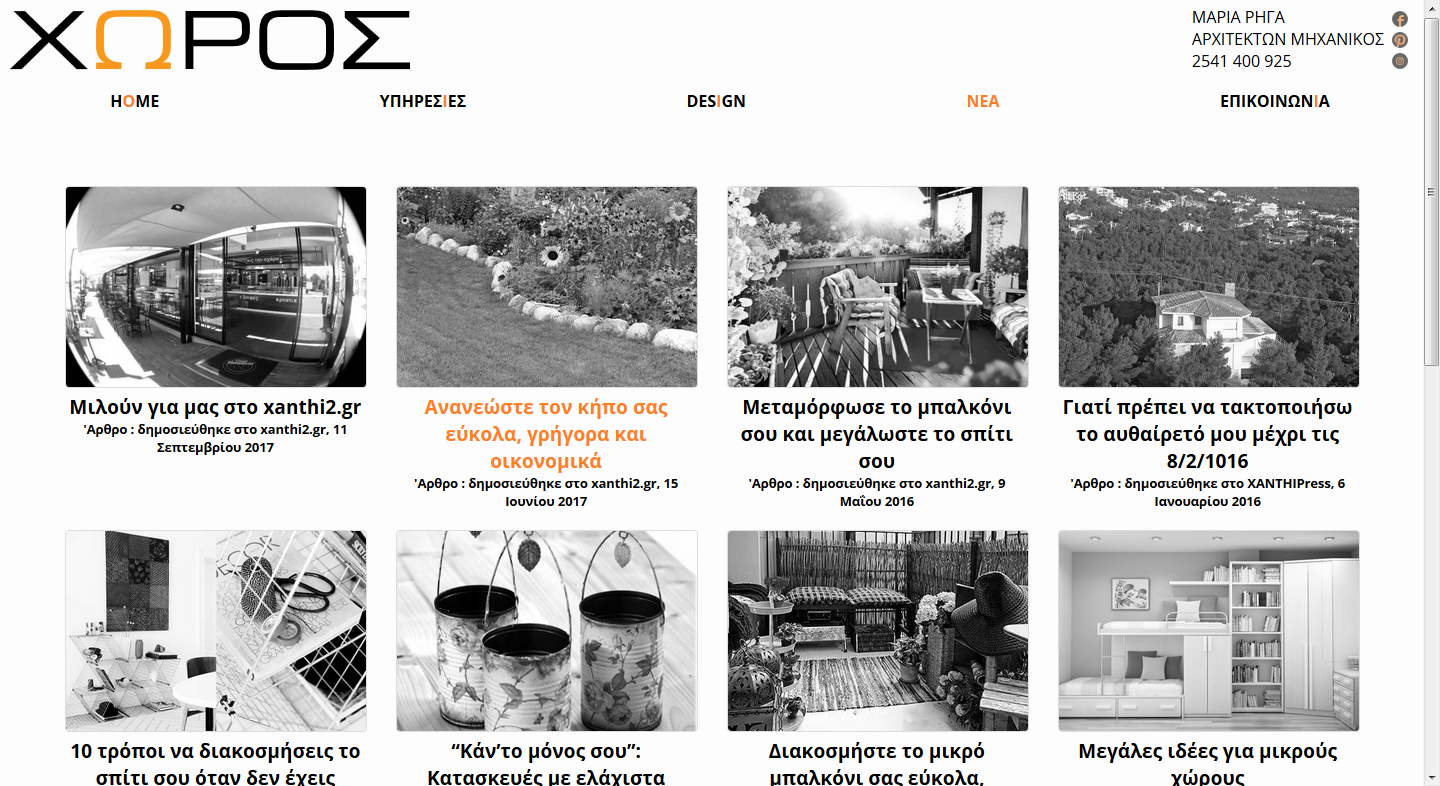 ΧΩΡΟΣ
ΜΑΡΙΑ ΡΗΓΑ
ΑΡΧΙΤΕΚΤΩΝ ΜΗΧΑΝΙΚΟΣ
2541 400 925
HOME ΥΠΗΡΕΣΙΕΣ DESIGN ΝΕΑ ΕΠΙΚΟΙΝΩΝΙΑ
Μιλούν για μας στο xanthi2.gr
'Αρθρο : δημοσιεύθηκε στο xanthi2.gr, 11
Σεπτεμβρίου 2017
Ανανεώστε τον κήπο σας
εύκολα, γρήγορα και
οικονομικά
'Αρθρο : δημοσιεύθηκε στο xanthi2.gr, 15
Ιουνίου 2017
Μεταμόρφωσε το μπαλκόνι
σου και μεγάλωστε το σπίτι
σου
'Αρθρο : δημοσιεύθηκε στο xanthi2.gr, 9
Μαΐου 2016
Γιατί πρέπει να τακτοποιήσω
το αυθαίρετό μου μέχρι τις
8/2/1016
'Αρθρο : δημοσιεύθηκε στο XANTHIPress, 6
Ιανουαρίου 2016
10 τρόποι να διακοσμήσεις το
σπίτι σου όταν δεν έχεις
“Κάν’το μόνος σου”:
Κατασκευές με ελάχιστα
Διακοσμήστε το μικρό
μπαλκόνι σας εύκολα,
Μεγάλες ιδέες για μικρούς
χώρους